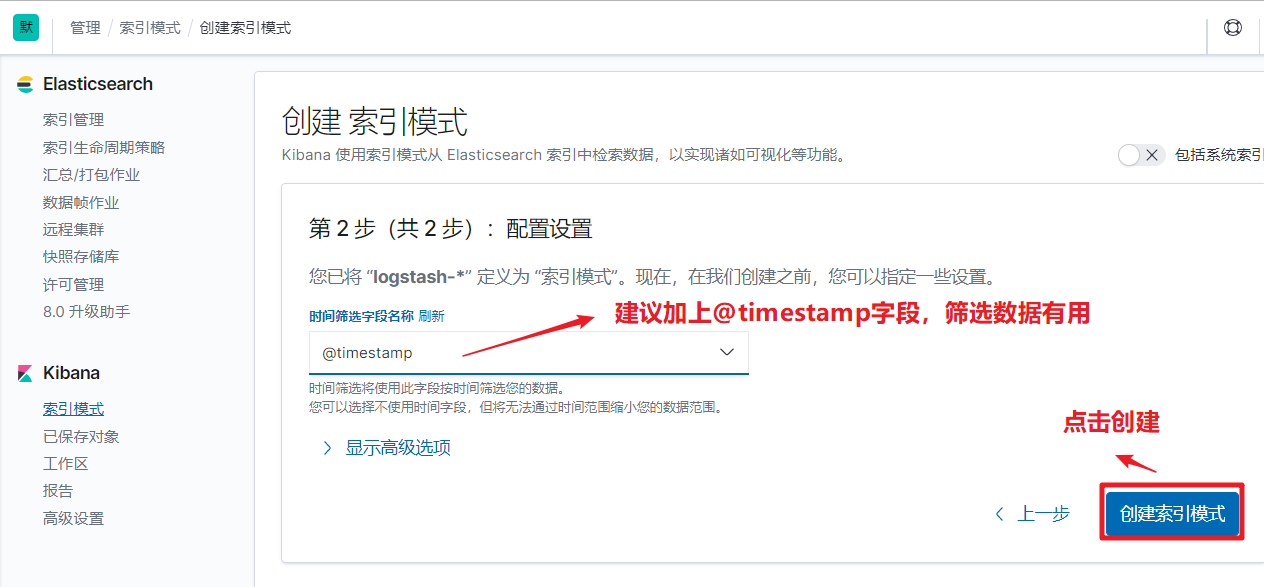 默 管理 / 索引模式 / 创建索引模式
Elasticsearch
索引管理
索引生命周期策略
汇总/打包作业
数据帧作业
远程集群
快照存储库
许可管理
8.0 升级助手
Kibana
索引模式
已保存对象
工作区
报告
高级设置
创建 索引模式
Kibana 使用索引模式从 Elasticsearch 索引中检索数据，以实现诸如可视化等功能。
包括系统索引
第 2 步（共 2 步）：配置设置
您已将 “logstash-*” 定义为 “索引模式”。现在，在我们创建之前，您可以指定一些设置。
建议加上@timestamp字段，筛选数据有用
时间筛选字段名称 刷新
@timestamp
时间筛选将使用此字段按时间筛选您的数据。
您可以选择不使用时间字段，但将无法通过时间范围缩小您的数据范围。
显示高级选项
点击创建
上一步
创建索引模式